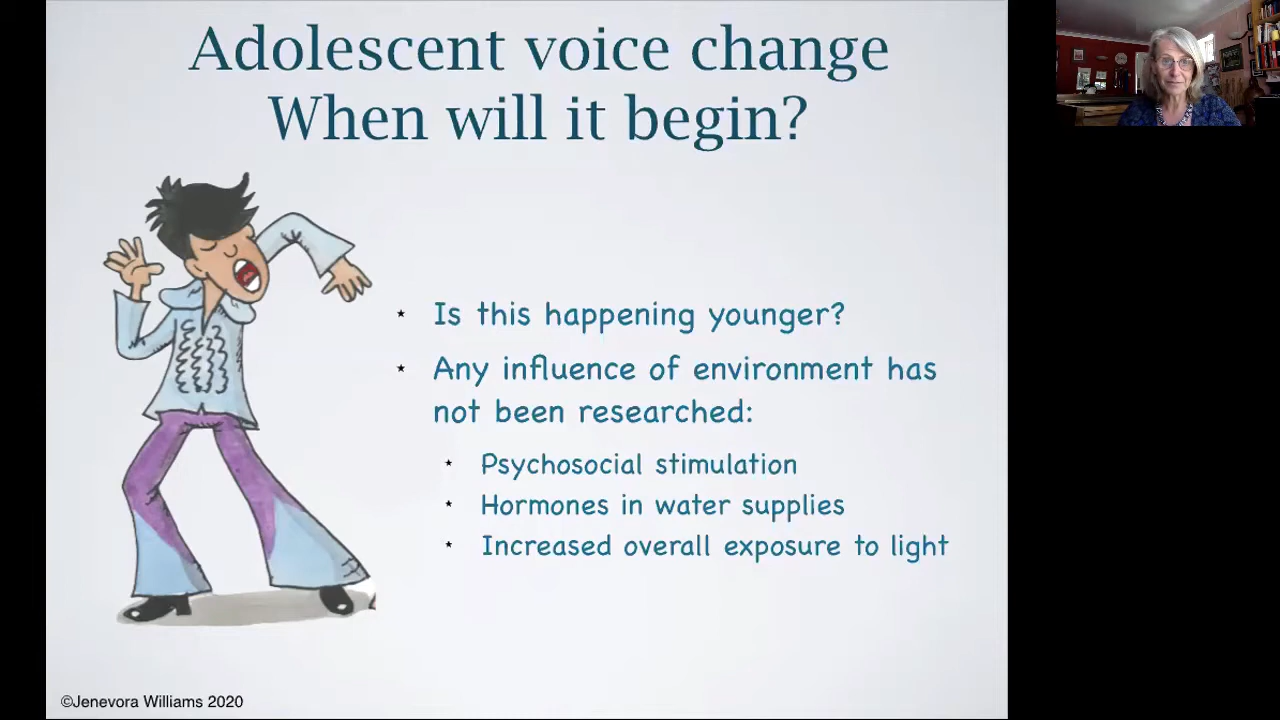 Adolescent voice change
When will it begin?
Is this happening younger?
Any influence of environment has
not been researched:
Psychosocial stimulation
Hormones in water supplies
Increased overall exposure to light
©Jenevora Williams 2020